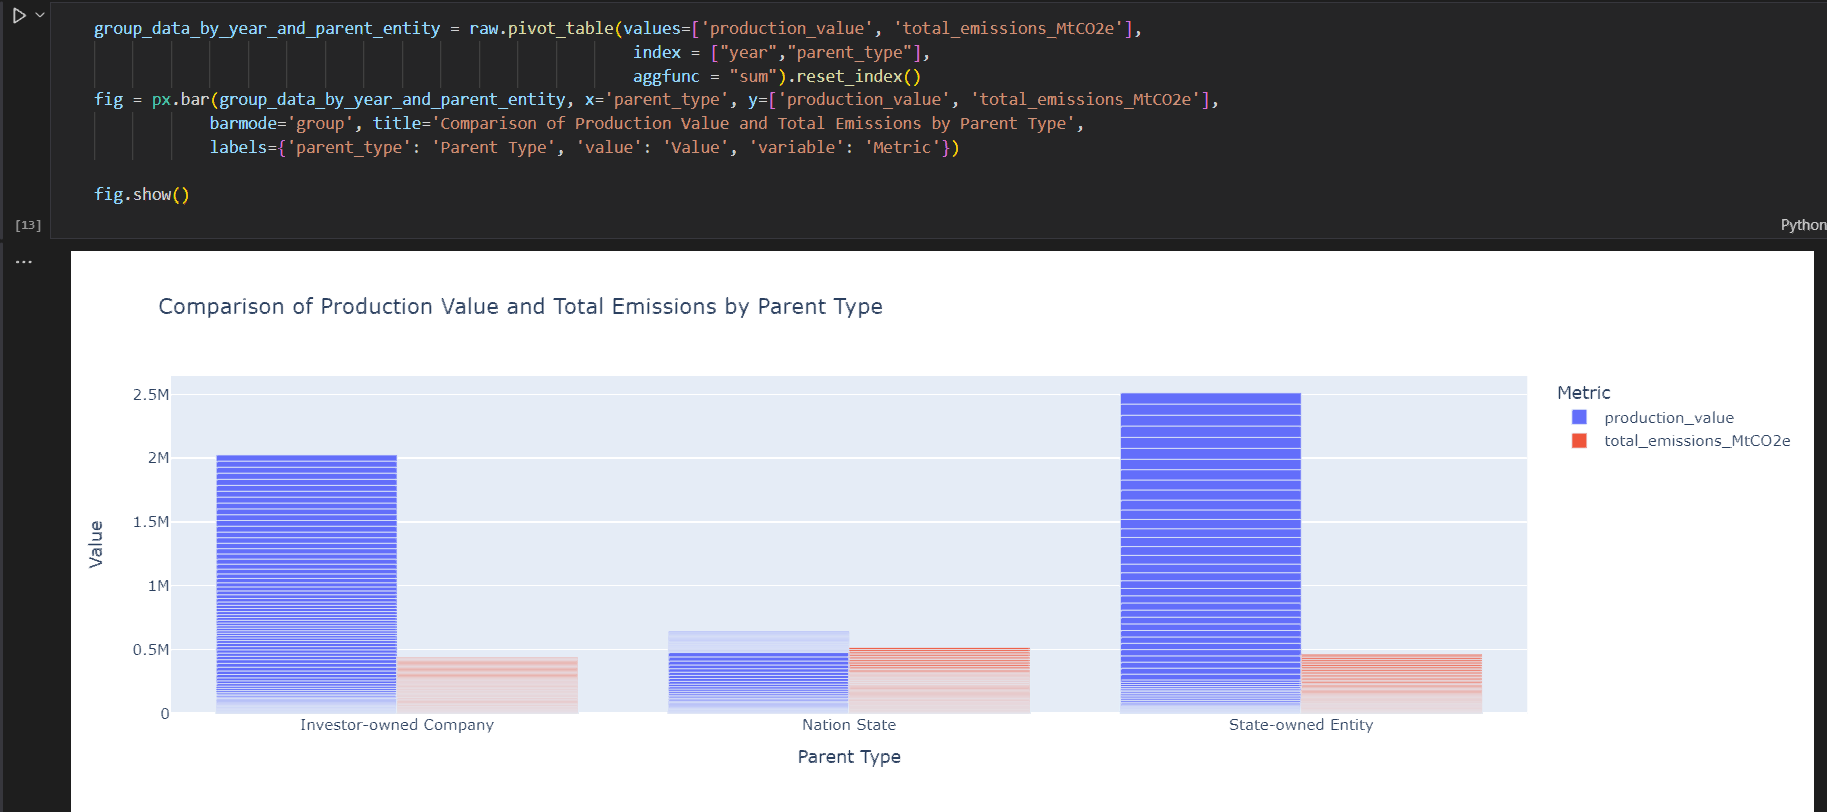 group_data_by_year_and_parent_entity = raw.pivot_table(values=['production_value', 'total_emissions_MtCO2e'],
index = ["year","parent_type"],
aggfunc = "sum").reset_index()
fig = px.bar(group_data_by_year_and_parent_entity, x='parent_type', y=['production_value', 'total_emissions_MtCO2e'],
barmode='group', title='Comparison of Production Value and Total Emissions by Parent Type',
labels={'parent_type': 'Parent Type', 'value': 'Value', 'variable': 'Metric'})
fig.show()
[13]
Python
...
Comparison of Production Value and Total Emissions by Parent Type
Metric
production_value
total_emissions_MtCO2e
2.5M
2M
1.5M
1M
0.5M
0
Value
Investor-owned Company
Nation State
State-owned Entity
Parent Type